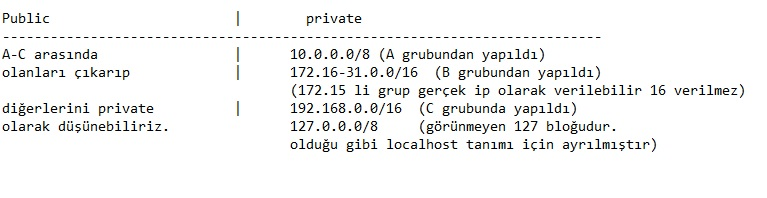 Public | private
--------------------------------------------------------------------------
A-C arasında | 10.0.0.0/8 (A grubundan yapıldı)
olanları çıkarıp | 172.16-31.0.0/16 (B grubundan yapıldı)
(172.15 li grup gerçek ip olarak verilebilir 16 verilmez)
diğerlerini private | 192.168.0.0/16 (C grubunda yapıldı)
olarak düşünebiliriz. 127.0.0.0/8 (görünmeyen 127 bloğudur.
olduğu gibi localhost tanımı için ayrılmıştır)